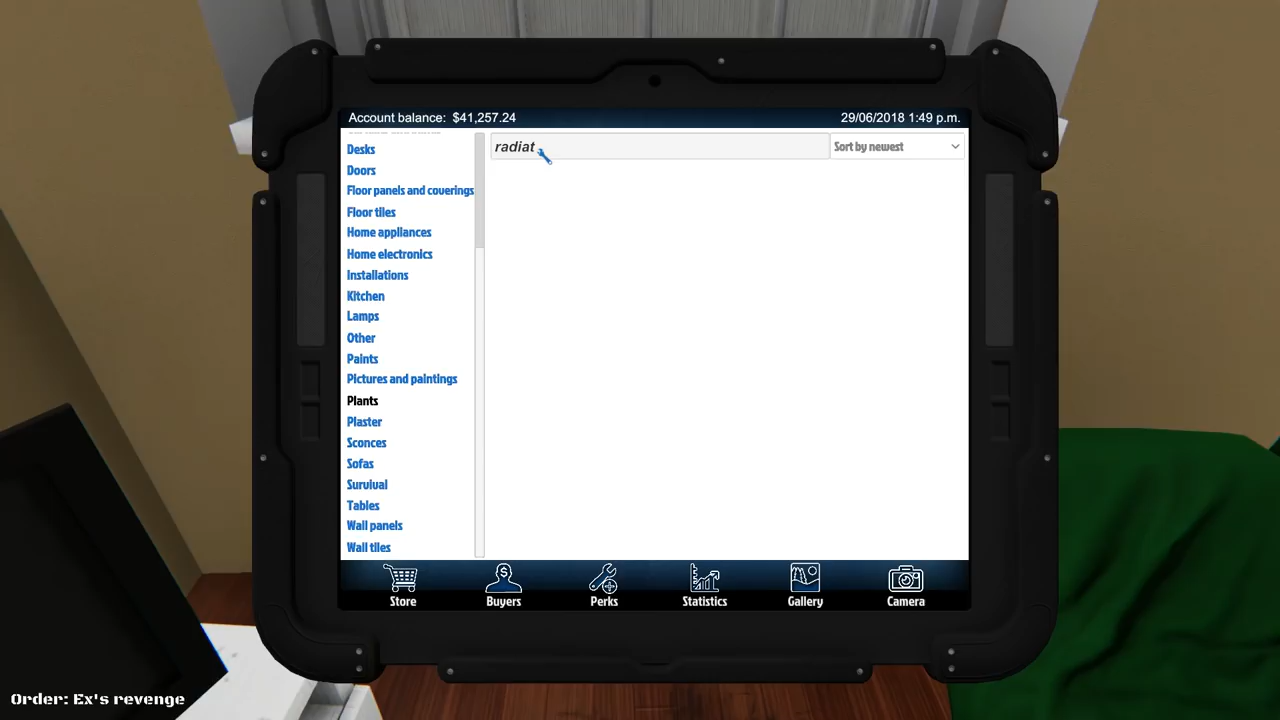 Account balance: $41,257.24
29/06/2018 1:49 p.m.
radiat
Sort by newest
Desks
Doors
Floor panels and coverings
Floor tiles
Home appliances
Home electronics
Installations
Kitchen
Lamps
Other
Paints
Pictures and paintings
Plants
Plaster
Sconces
Sofas
Survival
Tables
Wall panels
Wall tiles
Store
Buyers
Perks
Statistics
Gallery
Camera
Order: Ex's revenge